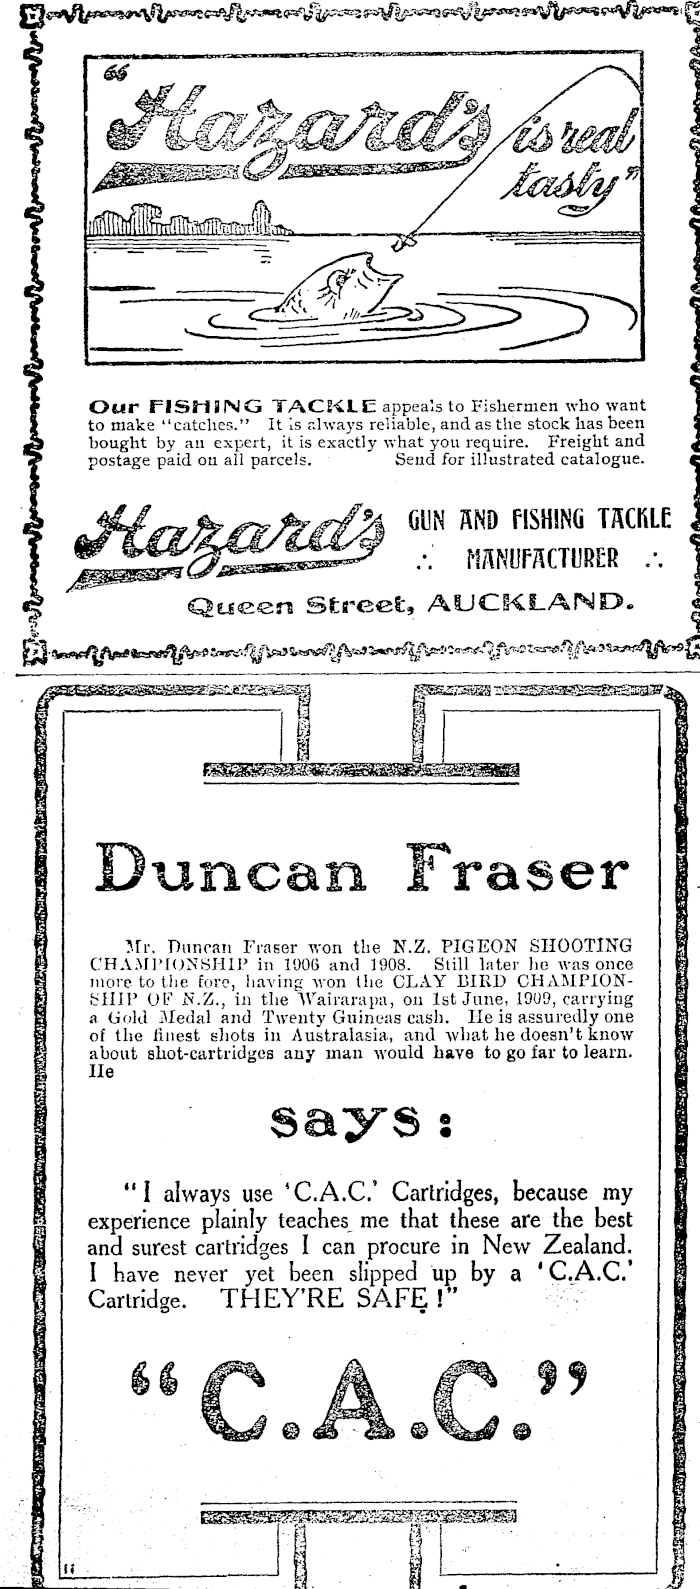 "Hazard's is real
tasty"
Our FISHING TACKLE appeals to Fishermen who want
to make "catches." It is always reliable, and as the stock has been
bought by an expert, it is exactly what you require. Freight and
postage paid on all parcels. Send for illustrated catalogue.
Hazard's GUN AND FISHING TACKLE
∴ MANUFACTURER ∴
Queen Street, AUCKLAND.
Duncan Fraser
Mr. Duncan Fraser won the N.Z. PIGEON SHOOTING
CHAMPIONSHIP in 1906 and 1908. Still later he was once
more to the fore, having won the CLAY BIRD CHAMPION-
SHIP OF N.Z., in the Wairarapa, on 1st June, 1909, carrying
a Gold Medal and Twenty Guineas cash. He is assuredly one
of the finest shots in Australasia, and what he doesn't know
about shot-cartridges any man would have to go far to learn.
He
says:
"I always use 'C.A.C.' Cartridges, because my
experience plainly teaches me that these are the best
and surest cartridges I can procure in New Zealand.
I have never yet been slipped up by a 'C.A.C.'
Cartridge. THEY'RE SAFE!"
"C.A.C."